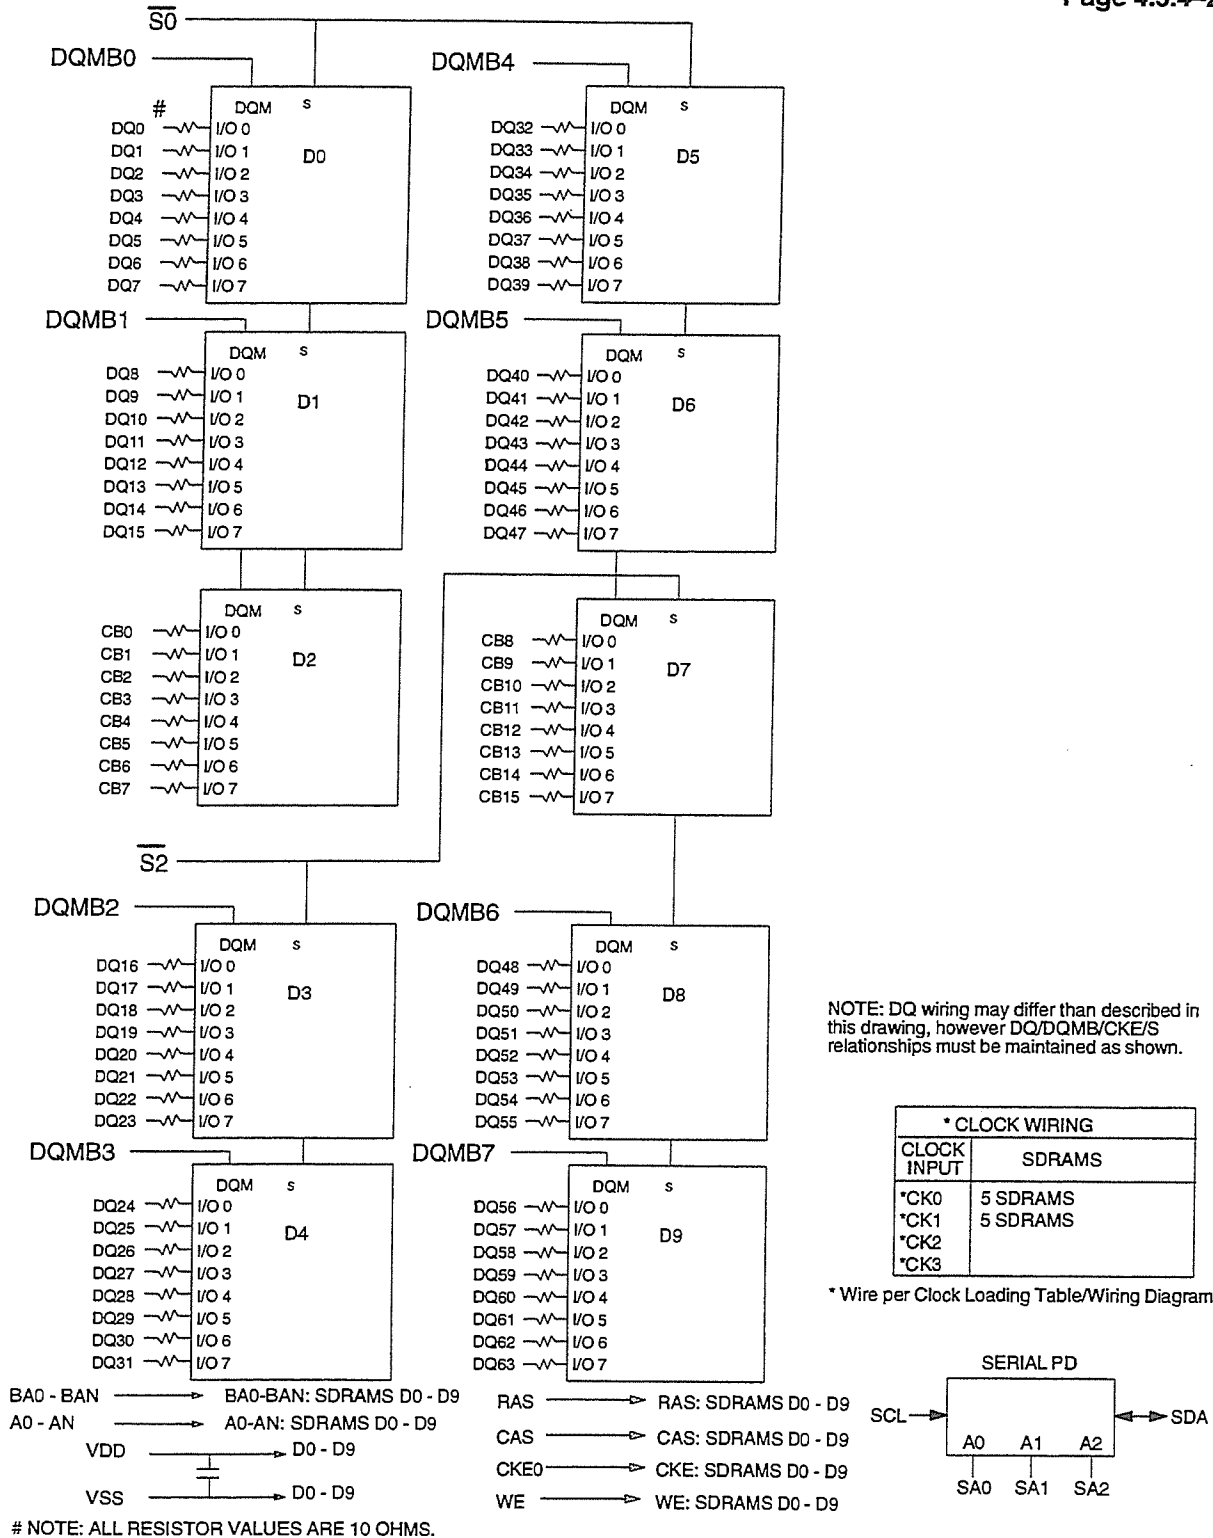 Page 4.5.4–2
S0
DQMB0
DQM S
#
DQ0 I/O 0
DQ1 I/O 1
D0
DQ2 I/O 2
DQ3 I/O 3
DQ4 I/O 4
DQ5 I/O 5
DQ6 I/O 6
DQ7 I/O 7
DQMB1
DQM S
DQ8 I/O 0
DQ9 I/O 1
D1
DQ10 I/O 2
DQ11 I/O 3
DQ12 I/O 4
DQ13 I/O 5
DQ14 I/O 6
DQ15 I/O 7
DQM S
CB0 I/O 0
CB1 I/O 1
D2
CB2 I/O 2
CB3 I/O 3
CB4 I/O 4
CB5 I/O 5
CB6 I/O 6
CB7 I/O 7
DQMB4
DQM S
DQ32 I/O 0
DQ33 I/O 1
D5
DQ34 I/O 2
DQ35 I/O 3
DQ36 I/O 4
DQ37 I/O 5
DQ38 I/O 6
DQ39 I/O 7
DQMB5
DQM S
DQ40 I/O 0
DQ41 I/O 1
D6
DQ42 I/O 2
DQ43 I/O 3
DQ44 I/O 4
DQ45 I/O 5
DQ46 I/O 6
DQ47 I/O 7
DQM S
CB8 I/O 0
CB9 I/O 1
D7
CB10 I/O 2
CB11 I/O 3
CB12 I/O 4
CB13 I/O 5
CB14 I/O 6
CB15 I/O 7
S2
DQMB2
DQM S
DQ16 I/O 0
DQ17 I/O 1
D3
DQ18 I/O 2
DQ19 I/O 3
DQ20 I/O 4
DQ21 I/O 5
DQ22 I/O 6
DQ23 I/O 7
DQMB3
DQM S
DQ24 I/O 0
DQ25 I/O 1
D4
DQ26 I/O 2
DQ27 I/O 3
DQ28 I/O 4
DQ29 I/O 5
DQ30 I/O 6
DQ31 I/O 7
DQMB6
DQM S
DQ48 I/O 0
DQ49 I/O 1
D8
DQ50 I/O 2
DQ51 I/O 3
DQ52 I/O 4
DQ53 I/O 5
DQ54 I/O 6
DQ55 I/O 7
DQMB7
DQM S
DQ56 I/O 0
DQ57 I/O 1
D9
DQ58 I/O 2
DQ59 I/O 3
DQ60 I/O 4
DQ61 I/O 5
DQ62 I/O 6
DQ63 I/O 7
NOTE: DQ wiring may differ than described in
this drawing, however DQ/DQMB/CKE/S
relationships must be maintained as shown.
* CLOCK WIRING
CLOCK INPUT SDRAMS
*CK0 5 SDRAMS
*CK1 5 SDRAMS
*CK2
*CK3
* Wire per Clock Loading Table/Wiring Diagram
SERIAL PD
SCL SDA
A0 A1 A2
SA0 SA1 SA2
BA0 - BAN BA0-BAN: SDRAMS D0 - D9
A0 - AN A0-AN: SDRAMS D0 - D9
VDD D0 - D9
VSS D0 - D9
RAS RAS: SDRAMS D0 - D9
CAS CAS: SDRAMS D0 - D9
CKE0 CKE: SDRAMS D0 - D9
WE WE: SDRAMS D0 - D9
# NOTE: ALL RESISTOR VALUES ARE 10 OHMS.